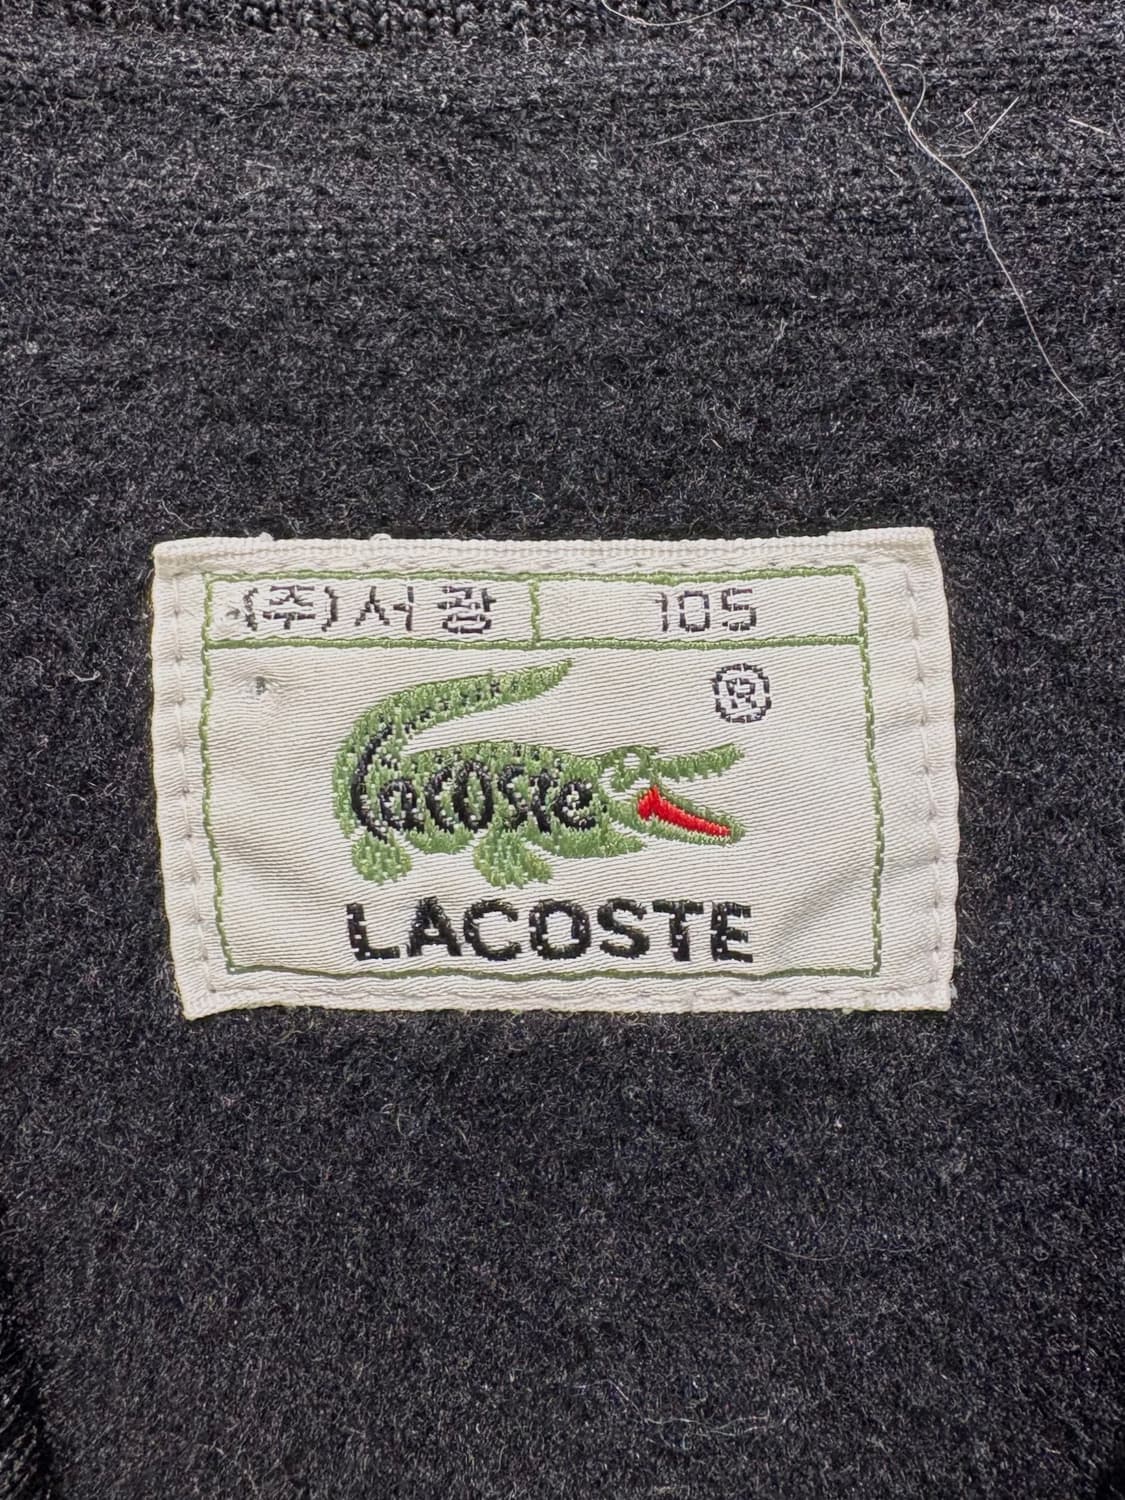 (주)서광 105
®
Lacoste
LACOSTE